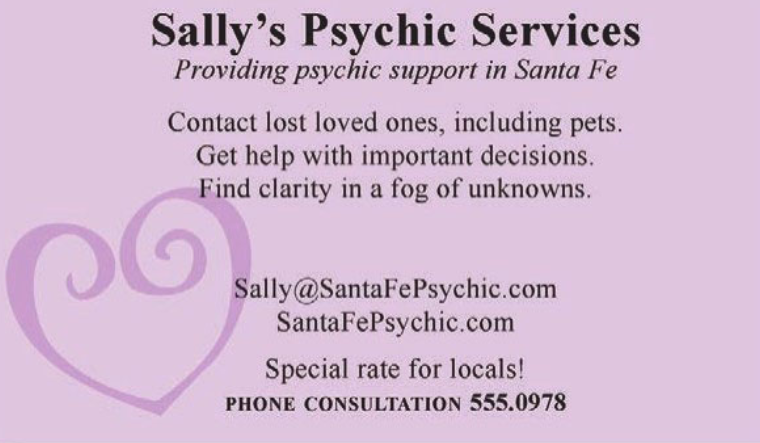 Sally’s Psychic Services
Providing psychic support in Santa Fe
Contact lost loved ones, including pets.
Get help with important decisions.
Find clarity in a fog of unknowns.
Sally@SantaFePsychic.com
SantaFePsychic.com
Special rate for locals!
PHONE CONSULTATION 555.0978